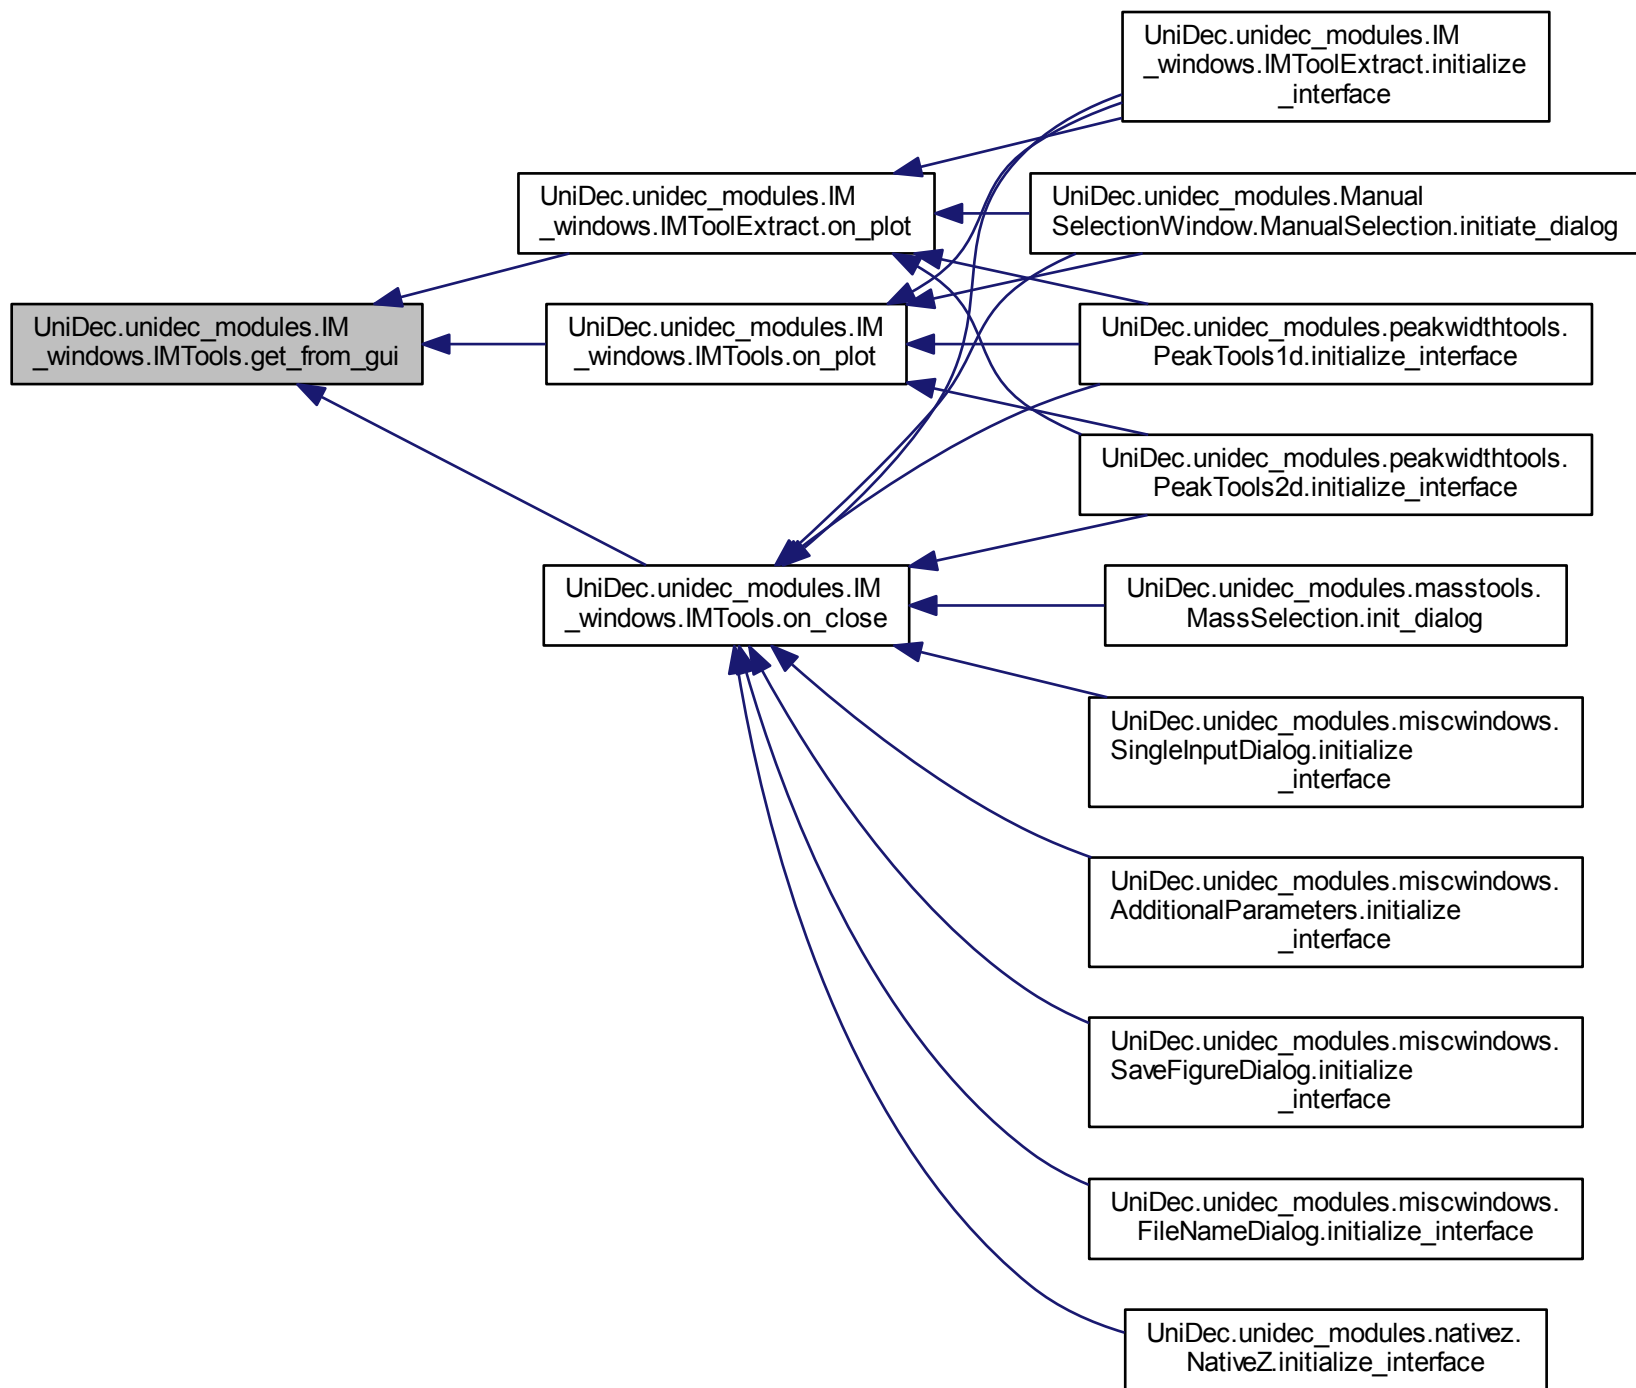 UniDec.unidec_modules.IM
_windows.IMToolExtract.initialize
_interface
UniDec.unidec_modules.IM
_windows.IMToolExtract.on_plot
UniDec.unidec_modules.Manual
SelectionWindow.ManualSelection.initiate_dialog
UniDec.unidec_modules.IM
_windows.IMTools.get_from_gui
UniDec.unidec_modules.IM
_windows.IMTools.on_plot
UniDec.unidec_modules.peakwidthtools.
PeakTools1d.initialize_interface
UniDec.unidec_modules.peakwidthtools.
PeakTools2d.initialize_interface
UniDec.unidec_modules.IM
_windows.IMTools.on_close
UniDec.unidec_modules.masstools.
MassSelection.init_dialog
UniDec.unidec_modules.miscwindows.
SingleInputDialog.initialize
_interface
UniDec.unidec_modules.miscwindows.
AdditionalParameters.initialize
_interface
UniDec.unidec_modules.miscwindows.
SaveFigureDialog.initialize
_interface
UniDec.unidec_modules.miscwindows.
FileNameDialog.initialize_interface
UniDec.unidec_modules.nativez.
NativeZ.initialize_interface